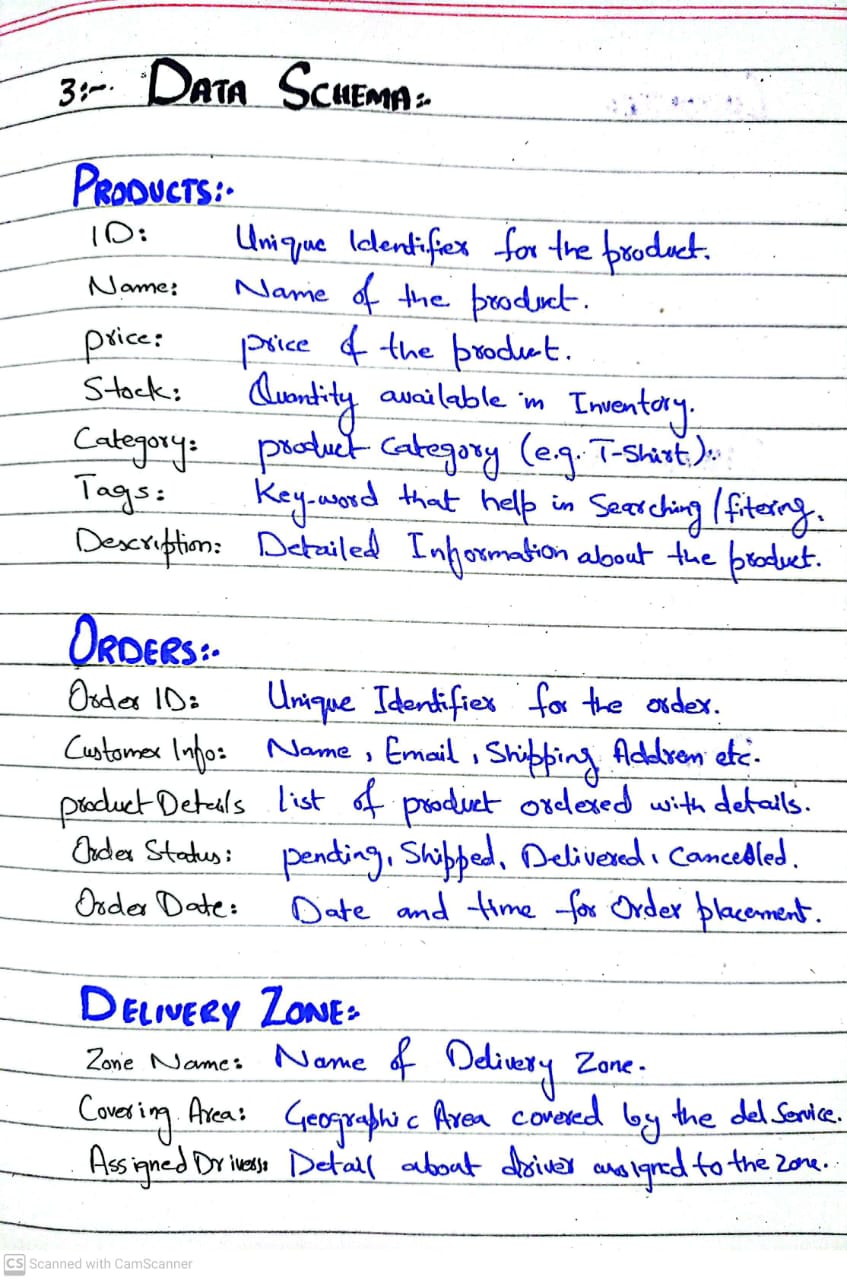 3:- DATA SCHEMA:-
PRODUCTS:-
ID: Unique Identifier for the product.
Name: Name of the product.
price: price of the product.
Stock: Quantity available in Inventory.
Category: product category (e.g. T-Shirt).
Tags: Key-word that help in Searching/fitering.
Description: Detailed Information about the product.
ORDERS:-
Order ID: Unique Identifier for the order.
Customer Info: Name, Email, Shipping Address etc.
product Details list of product ordered with details.
Order Status: pending, Shipped, Delivered, Cancelled.
Order Date: Date and time for Order placement.
DELIVERY ZONE:-
Zone Name: Name of Delivery Zone.
Covering Area: Geographic Area covered by the del Service.
Assigned Drivers: Detail about driver assigned to the zone.
CS Scanned with CamScanner